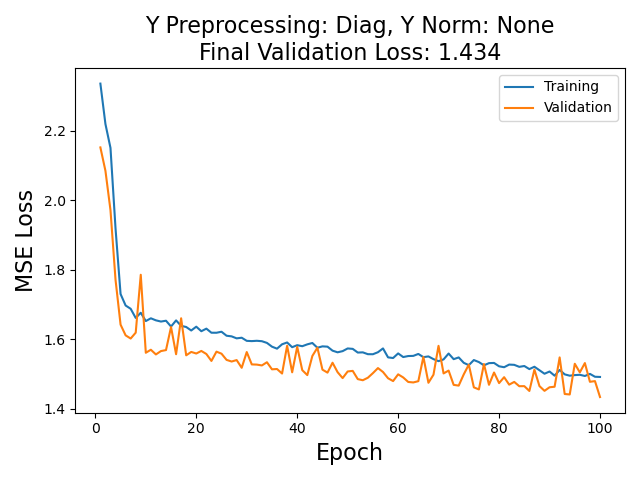 Y Preprocessing: Diag, Y Norm: None
Final Validation Loss: 1.434
Training
Validation
MSE Loss
2.2
2.0
1.8
1.6
1.4
0
20
40
60
80
100
Epoch